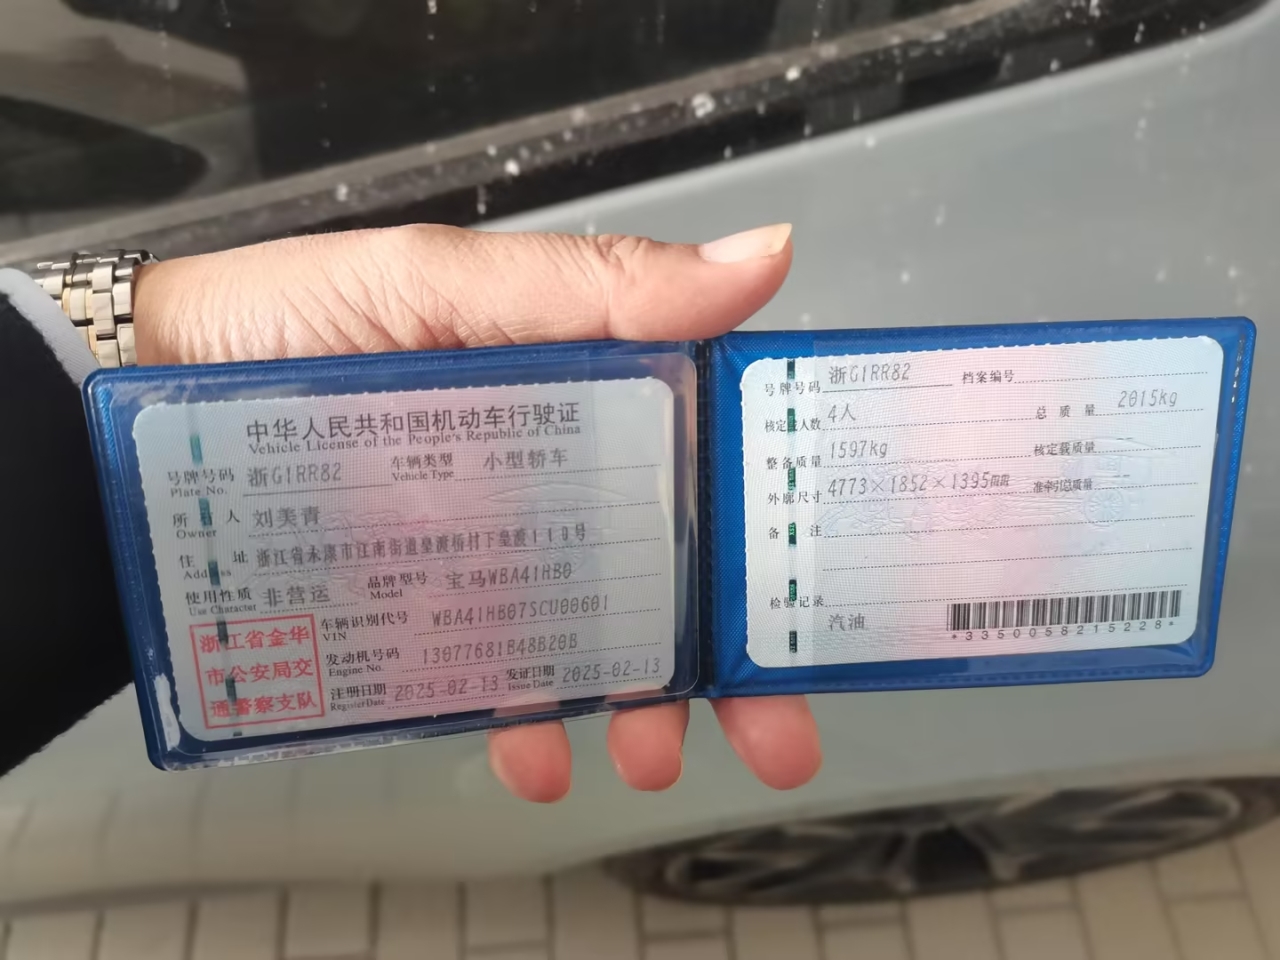 中华人民共和国机动车行驶证
Vehicle License of the People's Republic of China
号牌号码 浙G1RR82 车辆类型 小型轿车
Plate No. Vehicle Type
所有人 刘美青
Owner
住址 浙江省永康市江南街道皇渡桥村下皇渡110号
Address
使用性质 非营运 品牌型号 宝马WBA41HB0
Use Character Model
浙江省金华
市公安局交
通警察支队
车辆识别代号 WBA41HB07SCU00601
VIN
发动机号码 13077681B48B20B
Engine No.
注册日期 2025-02-13 发证日期 2025-02-13
Register Date Issue Date
号牌号码 浙G1RR82 档案编号
核定载人数 4人 总质量 2015kg
整备质量 1597kg 核定载质量 —
外廓尺寸 4773×1852×1395mm 准牵引总质量 —
备注
检验记录
汽油
*3350058215228*